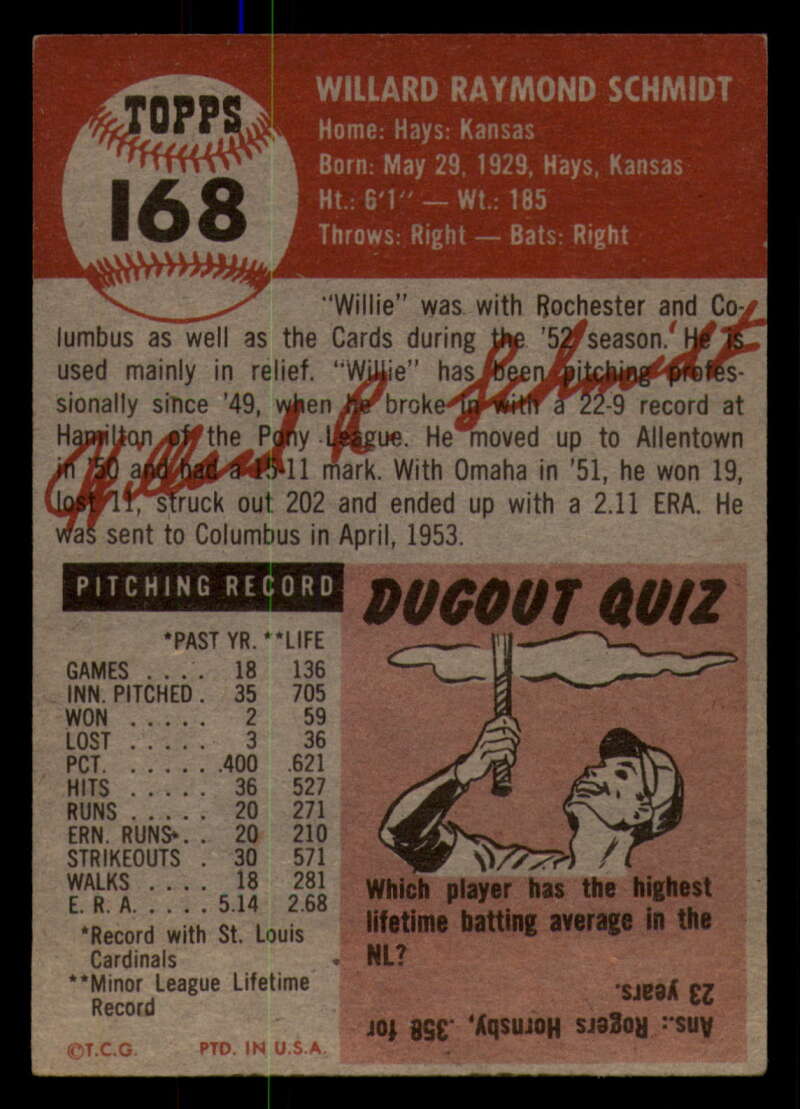 TOPPS
168
WILLARD RAYMOND SCHMIDT
Home: Hays: Kansas
Born: May 29, 1929, Hays, Kansas
Ht.: 6'1" — Wt.: 185
Throws: Right — Bats: Right
"Willie" was with Rochester and Co-
lumbus as well as the Cards during the '52 season. He is
used mainly in relief. "Willie" has been pitching profes-
sionally since '49, when he broke in with a 22-9 record at
Hamilton of the Pony League. He moved up to Allentown
in '50 and had a 15-11 mark. With Omaha in '51, he won 19,
lost 11, struck out 202 and ended up with a 2.11 ERA. He
was sent to Columbus in April, 1953.
Willard R Schmidt
PITCHING RECORD
*PAST YR. **LIFE
GAMES . . . . 18 136
INN. PITCHED . 35 705
WON . . . . . 2 59
LOST . . . . . 3 36
PCT. . . . . . .400 .621
HITS . . . . . 36 527
RUNS . . . . . 20 271
ERN. RUNS . . 20 210
STRIKEOUTS . 30 571
WALKS . . . . 18 281
E. R. A. . . . . 5.14 2.68
*Record with St. Louis
Cardinals
**Minor League Lifetime
Record
©T.C.G. PTD. IN U.S.A.
DUGOUT QUIZ
Which player has the highest
lifetime batting average in the
NL?
Ans.: Rogers Hornsby, .358 for
23 years.